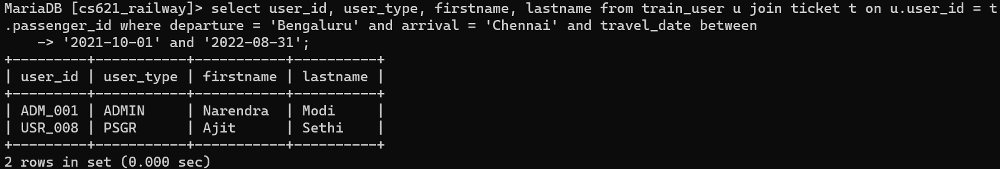 MariaDB [cs621_railway]> select user_id, user_type, firstname, lastname from train_user u join ticket t on u.user_id = t
.passenger_id where departure = 'Bengaluru' and arrival = 'Chennai' and travel_date between
    -> '2021-10-01' and '2022-08-31';
+---------+-----------+-----------+----------+
| user_id | user_type | firstname | lastname |
+---------+-----------+-----------+----------+
| ADM_001 | ADMIN     | Narendra  | Modi     |
| USR_008 | PSGR      | Ajit      | Sethi    |
+---------+-----------+-----------+----------+
2 rows in set (0.000 sec)